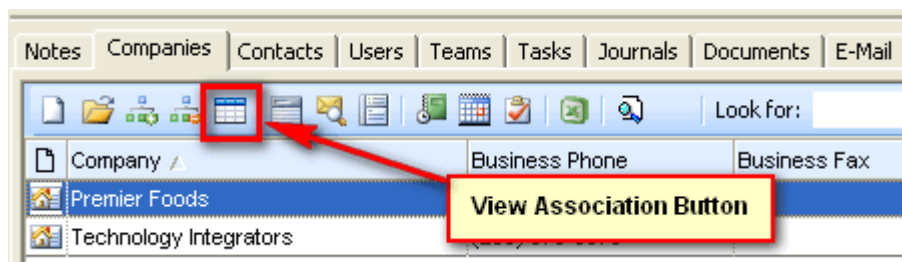 Notes Companies Contacts Users Teams Tasks Journals Documents E-Mail
Look for:
Company Business Phone Business Fax
Premier Foods
View Association Button
Technology Integrators